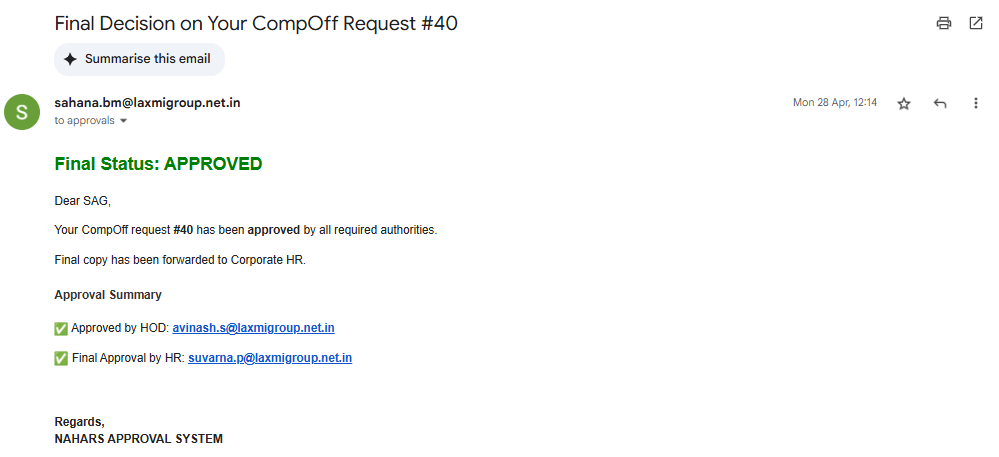 Final Decision on Your CompOff Request #40
Summarise this email
S
sahana.bm@laxmigroup.net.in
Mon 28 Apr, 12:14
to approvals
Final Status: APPROVED
Dear SAG,
Your CompOff request #40 has been approved by all required authorities.
Final copy has been forwarded to Corporate HR.
Approval Summary
✅ Approved by HOD: avinash.s@laxmigroup.net.in
✅ Final Approval by HR: suvarna.p@laxmigroup.net.in
Regards,
NAHARS APPROVAL SYSTEM